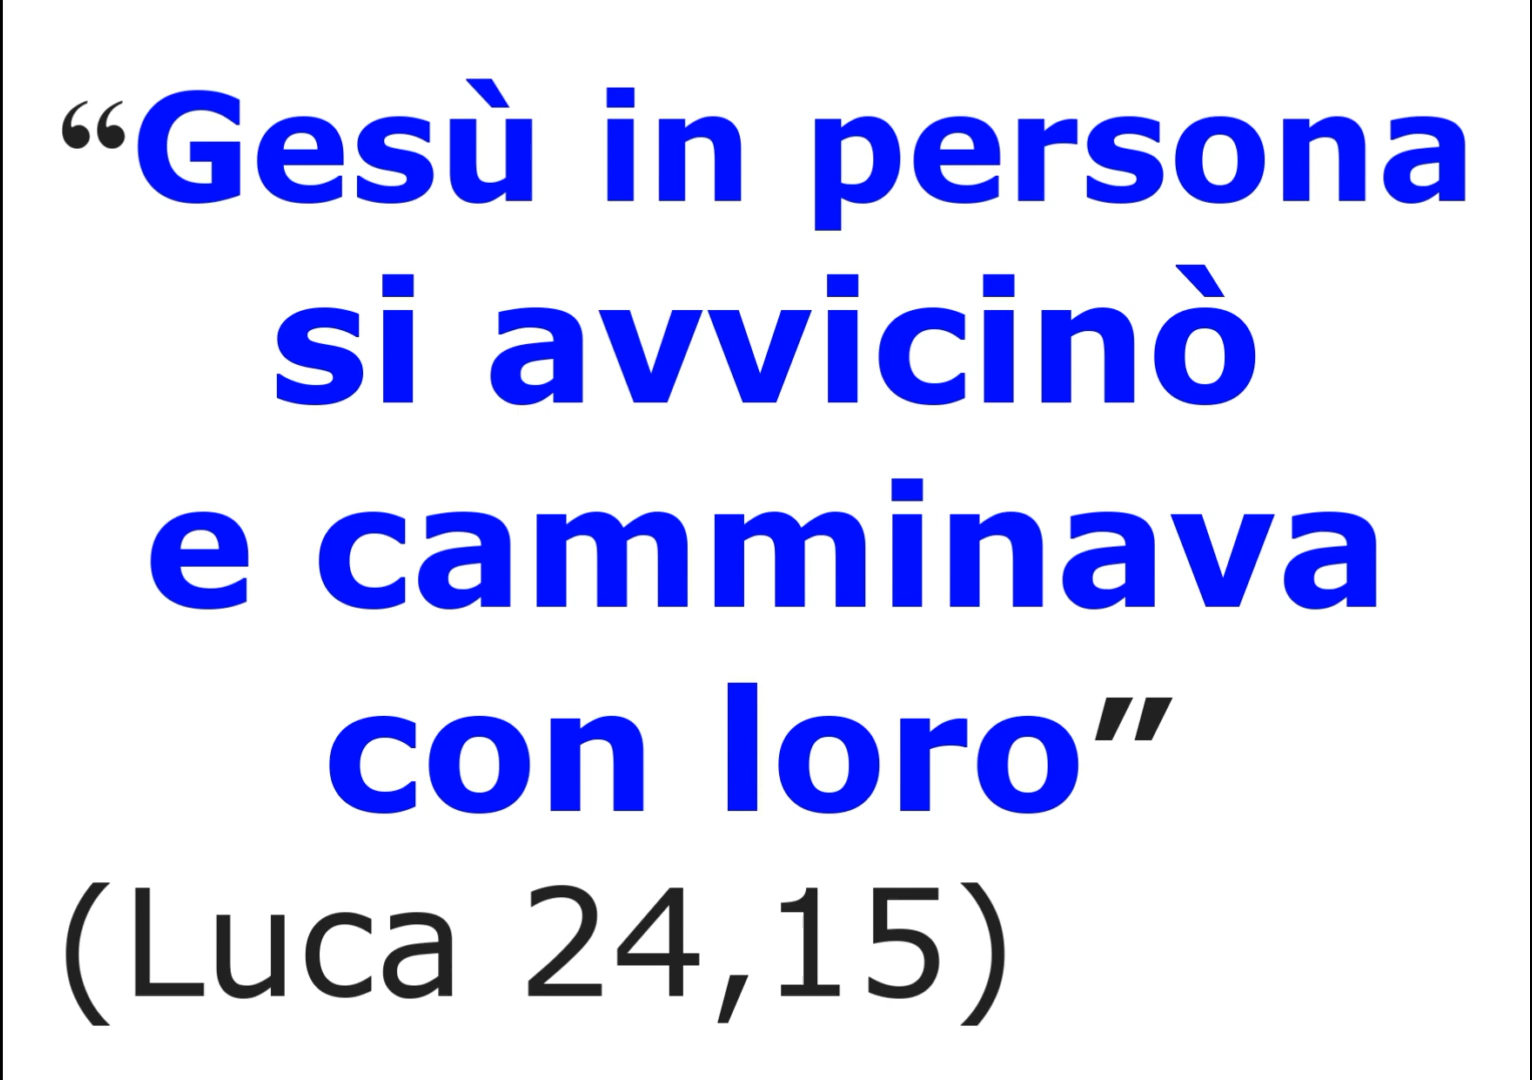 “Gesù in persona
si avvicinò
e camminava
con loro”
(Luca 24,15)